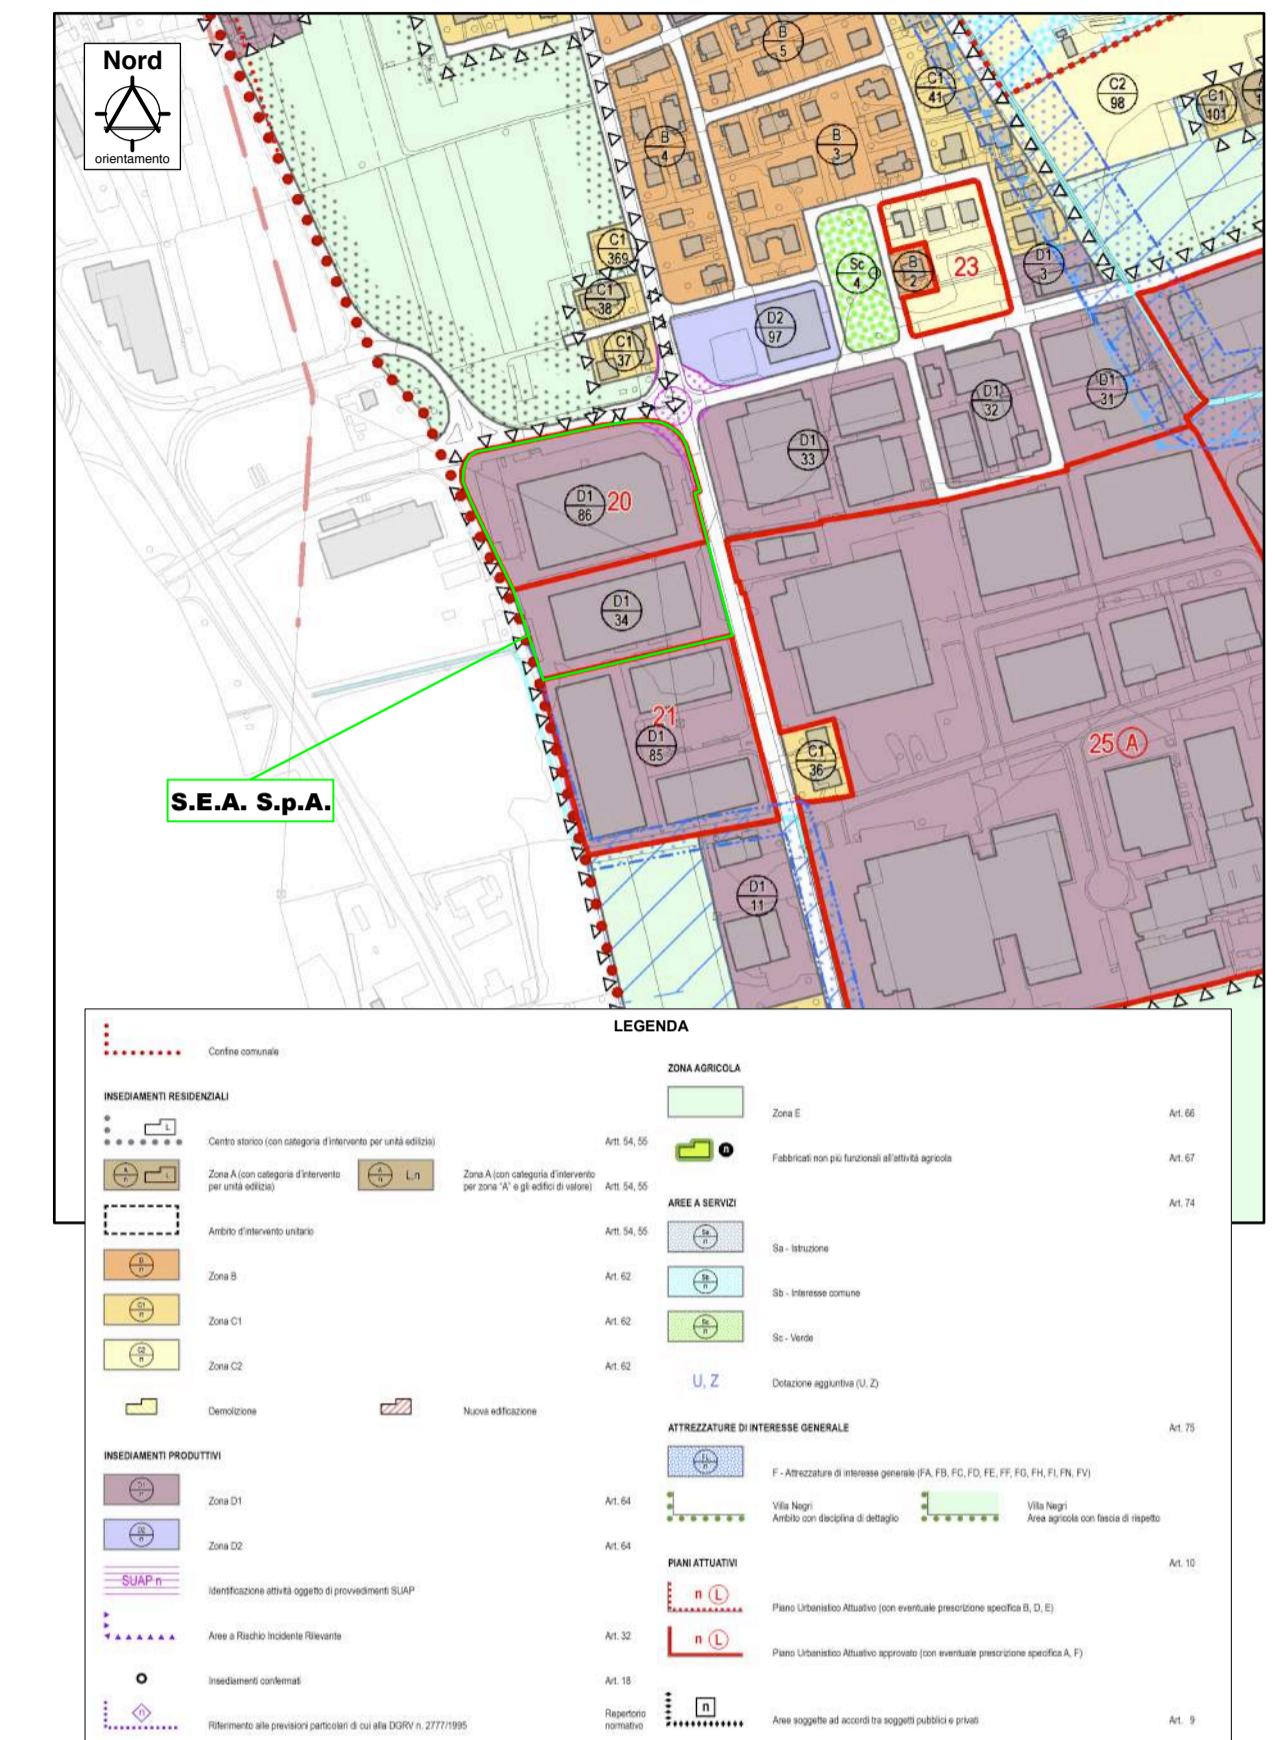 Nord
orientamento
B
5
C1
41
C2
98
C1
101
B
4
B
3
C1
369
Sc
4
B
2
23
D1
3
C1
38
D2
97
C1
37
D1
31
D1
32
D1
33
D1
86
20
D1
34
21
D1
85
25 A
C1
36
S.E.A. S.p.A.
D1
11
LEGENDA
Confine comunale
INSEDIAMENTI RESIDENZIALI
L
Centro storico (con categoria d'intervento per unità edilizia) Artt. 54, 55
A
n
L
Zona A (con categoria d'intervento
per unità edilizia)
A
n
L,n
Zona A (con categoria d'intervento
per zona "A" e gli edifici di valore) Artt. 54, 55
Ambito d'intervento unitario Artt. 54, 55
B
n
Zona B Art. 62
C1
n
Zona C1 Art. 62
C2
n
Zona C2 Art. 62
Demolizione
Nuova edificazione
INSEDIAMENTI PRODUTTIVI
D1
n
Zona D1 Art. 64
D2
n
Zona D2 Art. 64
SUAP n
Identificazione attività oggetto di provvedimenti SUAP
Aree a Rischio Incidente Rilevante Art. 32
Insediamenti confermati Art. 18
n
Riferimento alle previsioni particolari di cui alla DGRV n. 2777/1995
Repertorio
normativo
ZONA AGRICOLA
Zona E Art. 66
n
Fabbricati non più funzionali all'attività agricola Art. 67
AREE A SERVIZI Art. 74
Sa
n
Sa - Istruzione
Sb
n
Sb - Interesse comune
Sc
n
Sc - Verde
U, Z
Dotazione aggiuntiva (U, Z)
ATTREZZATURE DI INTERESSE GENERALE Art. 75
n
F - Attrezzature di interesse generale (FA, FB, FC, FD, FE, FF, FG, FH, FI, FN, FV)
Villa Negri
Ambito con disciplina di dettaglio
Villa Negri
Area agricola con fascia di rispetto
PIANI ATTUATIVI Art. 10
n L
Piano Urbanistico Attuativo (con eventuale prescrizione specifica B, D, E)
n L
Piano Urbanistico Attuativo approvato (con eventuale prescrizione specifica A, F)
n
Aree soggette ad accordi tra soggetti pubblici e privati Art. 9